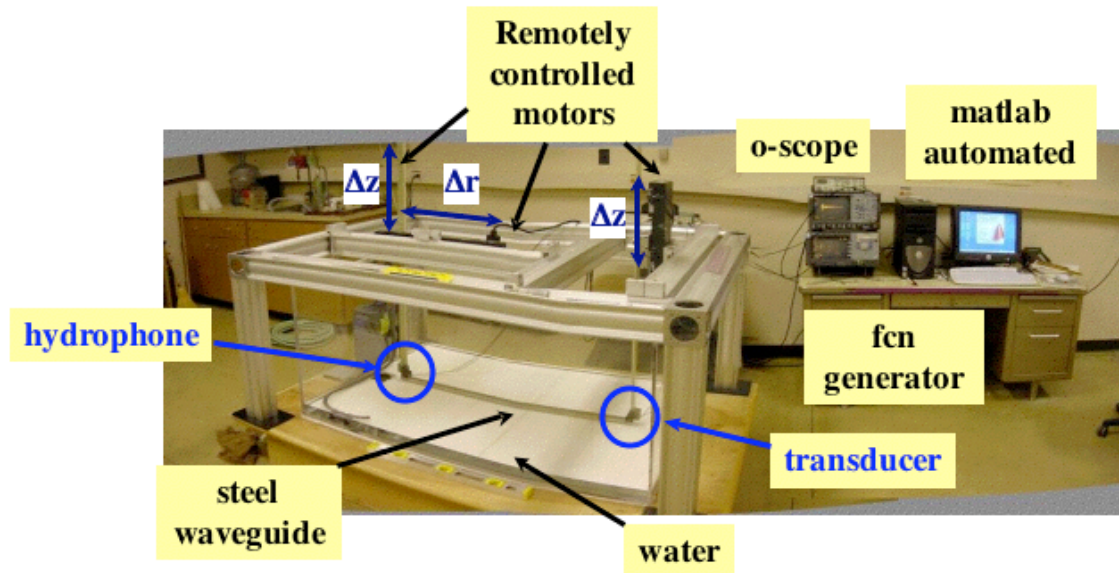 Remotely
controlled
motors
o-scope
matlab
automated
Δz
Δr
Δz
hydrophone
fcn
generator
transducer
steel
waveguide
water